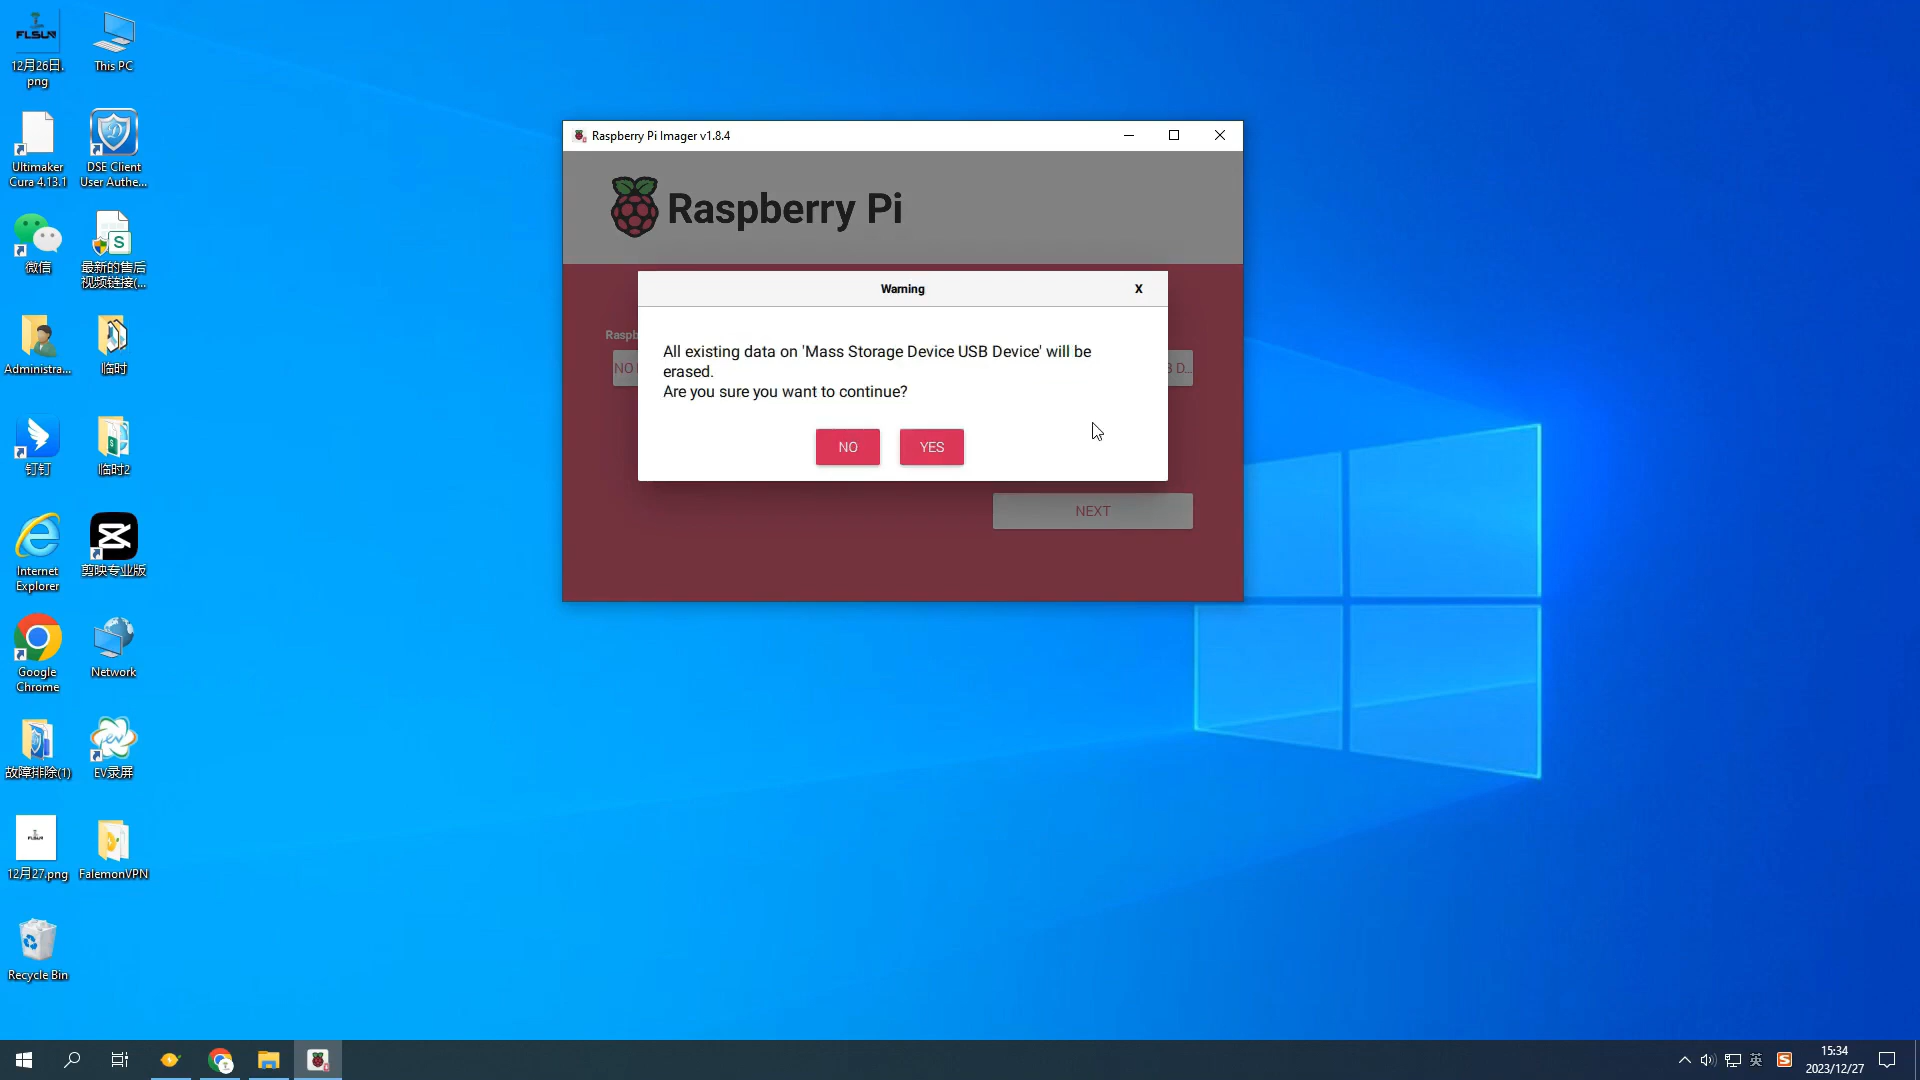 FLSUN
12月26日.
png
This PC
Ultimaker
Cura 4.13.1
DSE Client
User Authe...
微信
最新的售后
视频链接(...
Administra...
临时
钉钉
临时2
Internet
Explorer
剪映专业版
Google
Chrome
Network
故障排除(1)
EV录屏
FLSUN
12月27.png
FalemonVPN
Recycle Bin
Raspberry Pi Imager v1.8.4
Raspberry Pi
Warning
X
Raspb
NO
All existing data on 'Mass Storage Device USB Device' will be
erased.
Are you sure you want to continue?
NO
YES
NEXT
英
15:34
2023/12/27